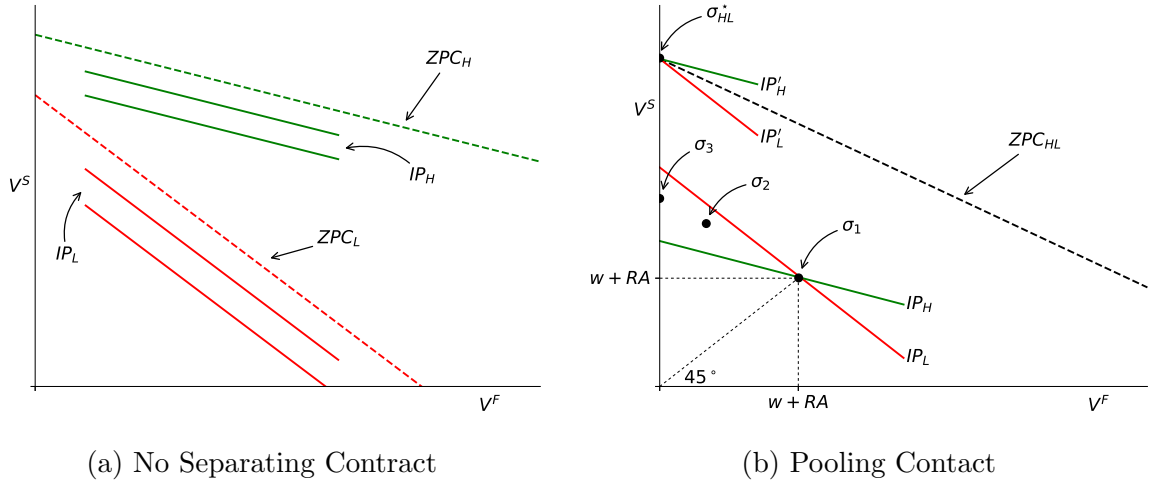 ZPC_H
V^S
IP_H
ZPC_L
IP_L
V^F
(a) No Separating Contract
σ*_HL
IP′_H
V^S
IP′_L
ZPC_HL
σ_3
σ_2
σ_1
w + RA
IP_H
IP_L
45°
w + RA
V^F
(b) Pooling Contact